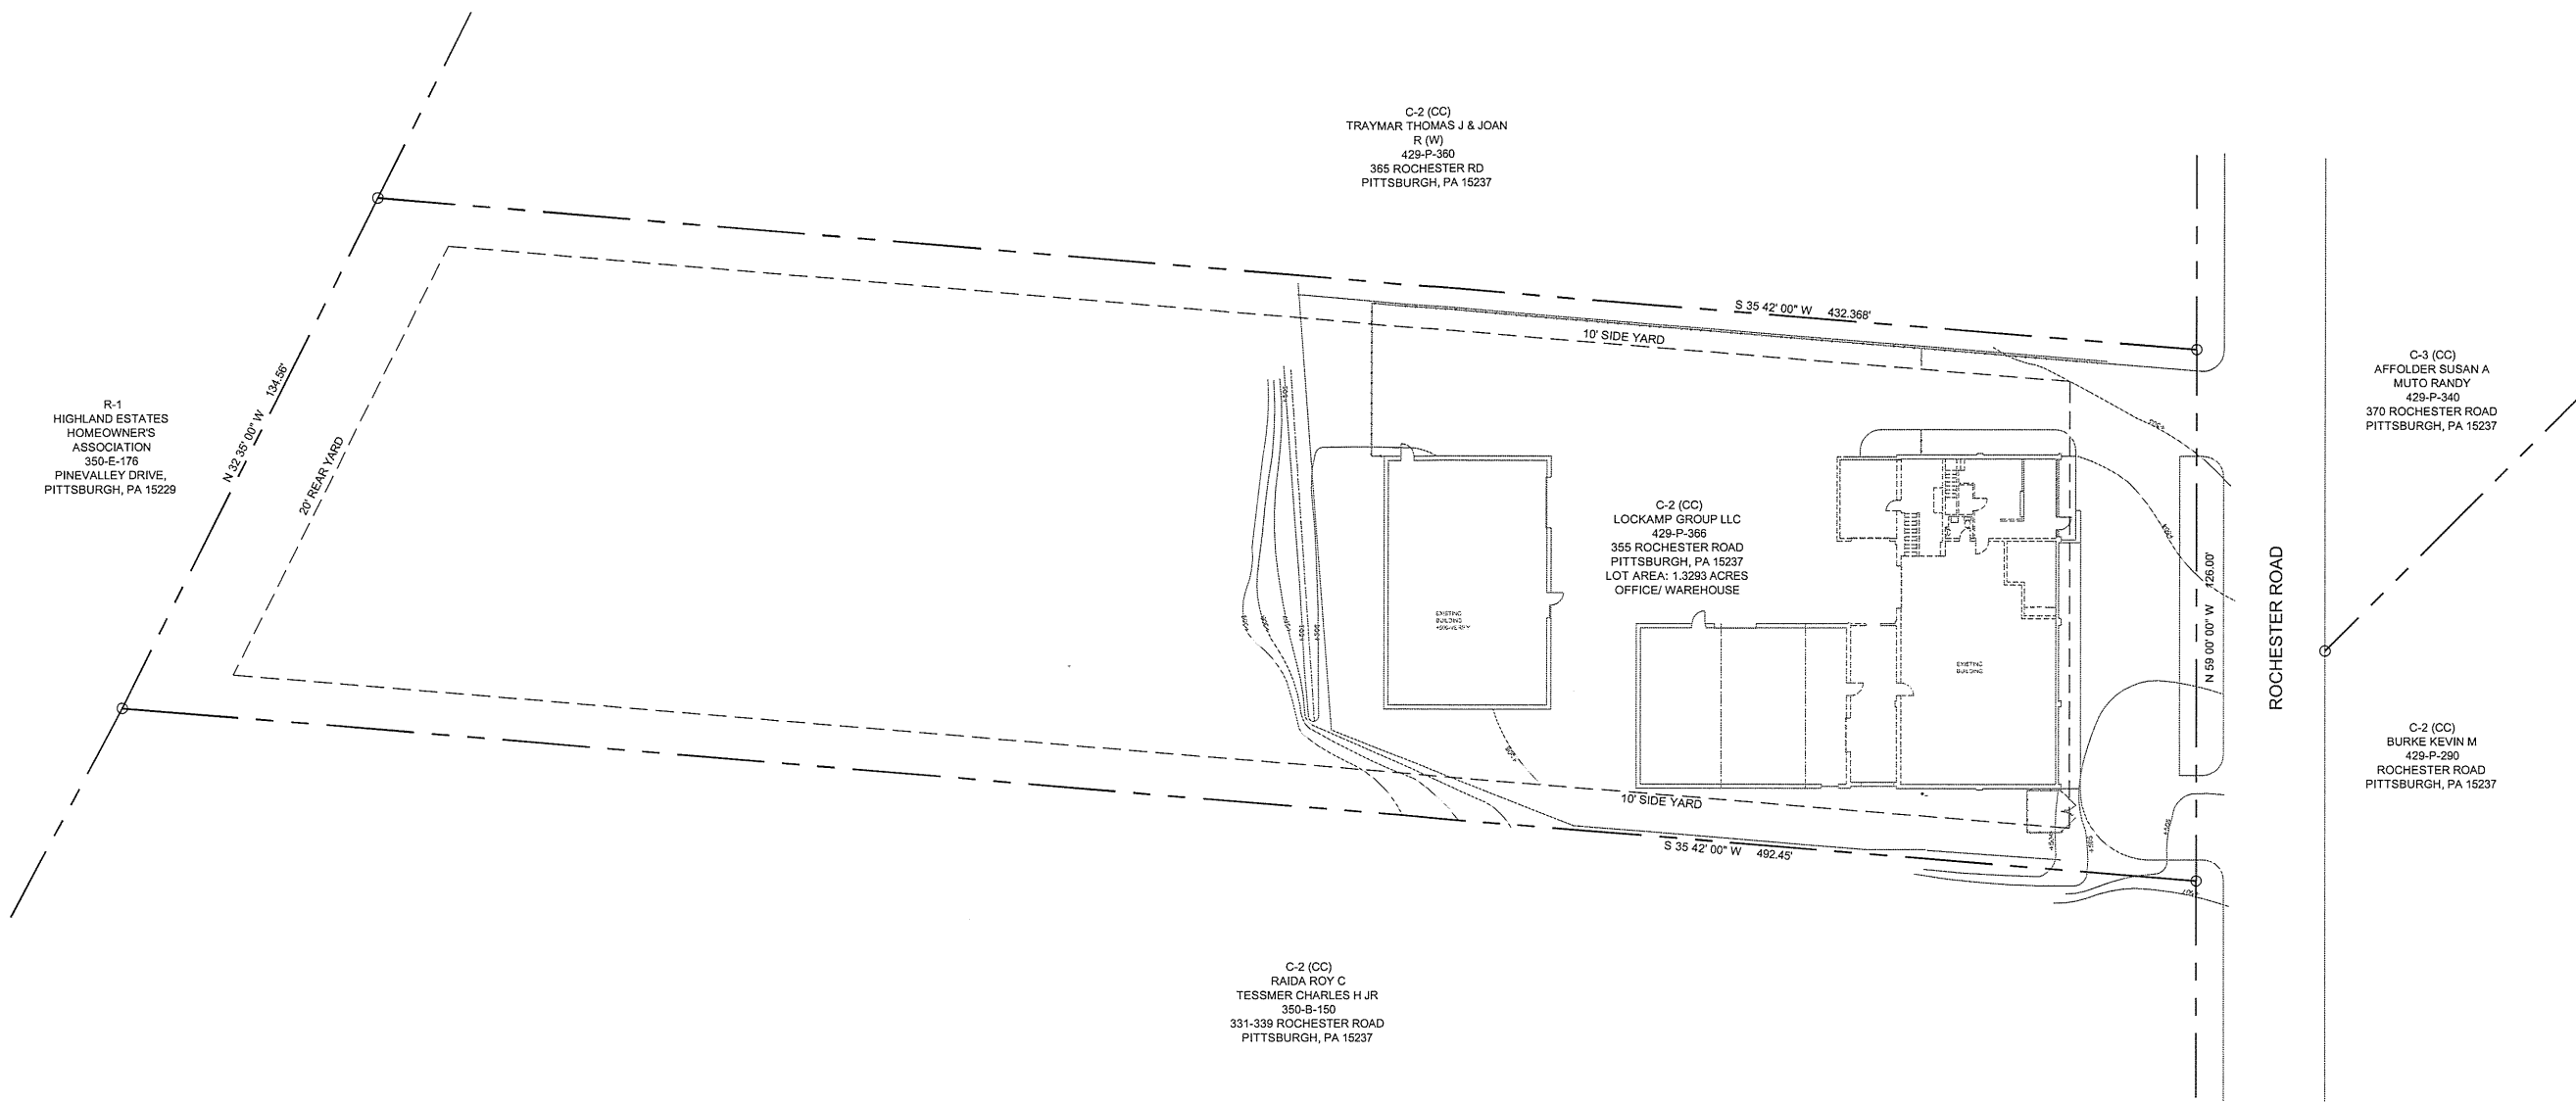 C-2 (CC)
TRAYMAR THOMAS J & JOAN
R (W)
429-P-360
365 ROCHESTER RD
PITTSBURGH, PA 15237
S 35 42' 00" W 432.368'
10' SIDE YARD
C-3 (CC)
AFFOLDER SUSAN A
MUTO RANDY
429-P-340
370 ROCHESTER ROAD
PITTSBURGH, PA 15237
R-1
HIGHLAND ESTATES
HOMEOWNER'S
ASSOCIATION
350-E-176
PINEVALLEY DRIVE,
PITTSBURGH, PA 15229
N 32 35' 00" W 134.56'
20' REAR YARD
C-2 (CC)
LOCKAMP GROUP LLC
429-P-366
355 ROCHESTER ROAD
PITTSBURGH, PA 15237
LOT AREA: 1.3293 ACRES
OFFICE/ WAREHOUSE
EXISTING
BUILDING
EXISTING
BUILDING
N 59 00' 00" W 126.00'
ROCHESTER ROAD
C-2 (CC)
BURKE KEVIN M
429-P-290
ROCHESTER ROAD
PITTSBURGH, PA 15237
10' SIDE YARD
S 35 42' 00" W 492.45'
C-2 (CC)
RAIDA ROY C
TESSMER CHARLES H JR
350-B-150
331-339 ROCHESTER ROAD
PITTSBURGH, PA 15237